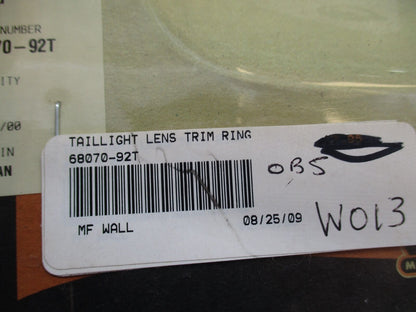 NUMBER
70-92T
ITY
/00
IN
AN
TAILLIGHT LENS TRIM RING
68070-92T
OBS
MF WALL
08/25/09
W013
M